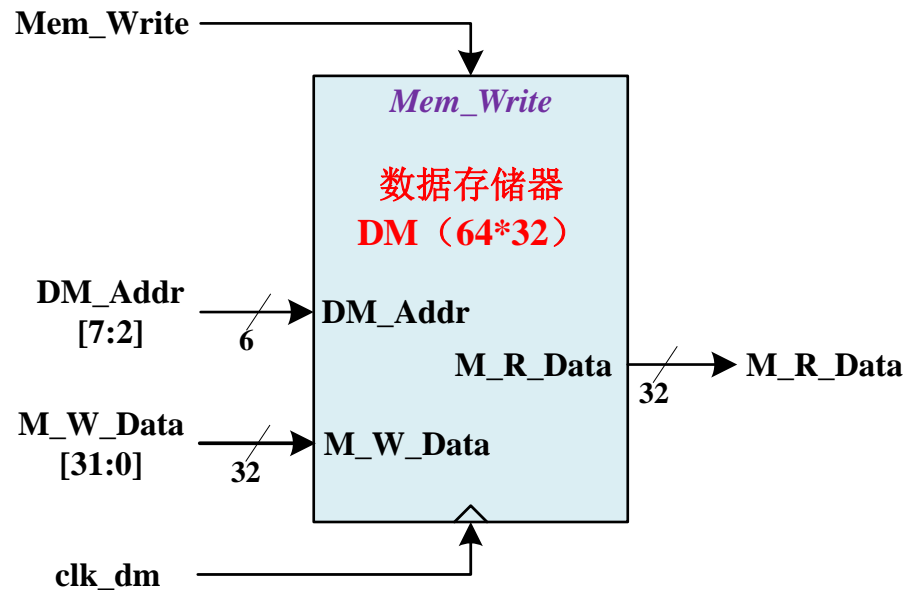 Mem_Write
Mem_Write
数据存储器
DM（64*32）
DM_Addr
[7:2]
6
DM_Addr
M_R_Data
32
M_R_Data
M_W_Data
[31:0]
32
M_W_Data
clk_dm